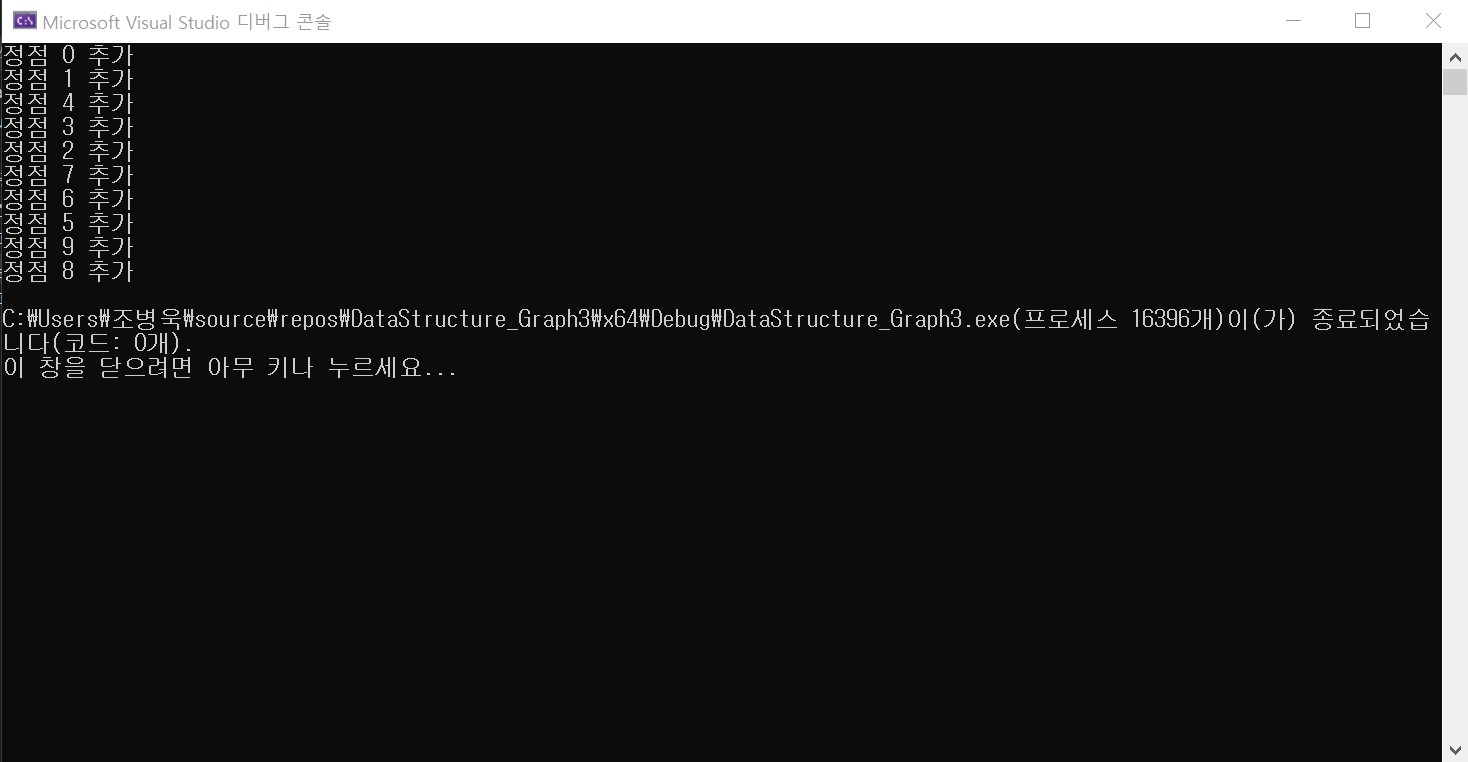 Microsoft Visual Studio 디버그 콘솔
정점 0 추가
정점 1 추가
정점 4 추가
정점 3 추가
정점 2 추가
정점 7 추가
정점 6 추가
정점 5 추가
정점 9 추가
정점 8 추가
C:₩Users₩조병욱₩source₩repos₩DataStructure_Graph3₩x64₩Debug₩DataStructure_Graph3.exe(프로세스 16396개)이(가) 종료되었습
니다(코드: 0개).
이 창을 닫으려면 아무 키나 누르세요...